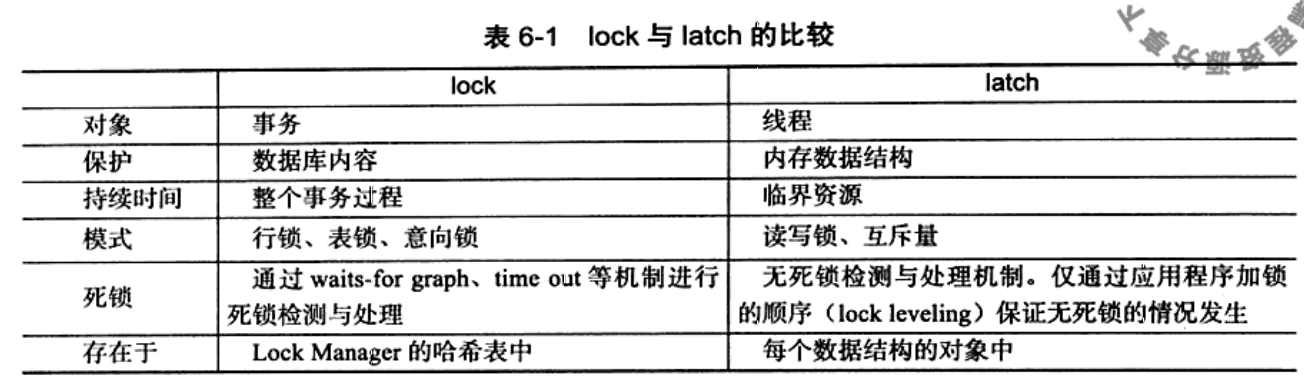 表 6-1 lock 与 latch 的比较
lock latch
对象 事务 线程
保护 数据库内容 内存数据结构
持续时间 整个事务过程 临界资源
模式 行锁、表锁、意向锁 读写锁、互斥量
死锁 通过 waits-for graph、time out 等机制进行 无死锁检测与处理机制。仅通过应用程序加锁
死锁检测与处理 的顺序（lock leveling）保证无死锁的情况发生
存在于 Lock Manager 的哈希表中 每个数据结构的对象中